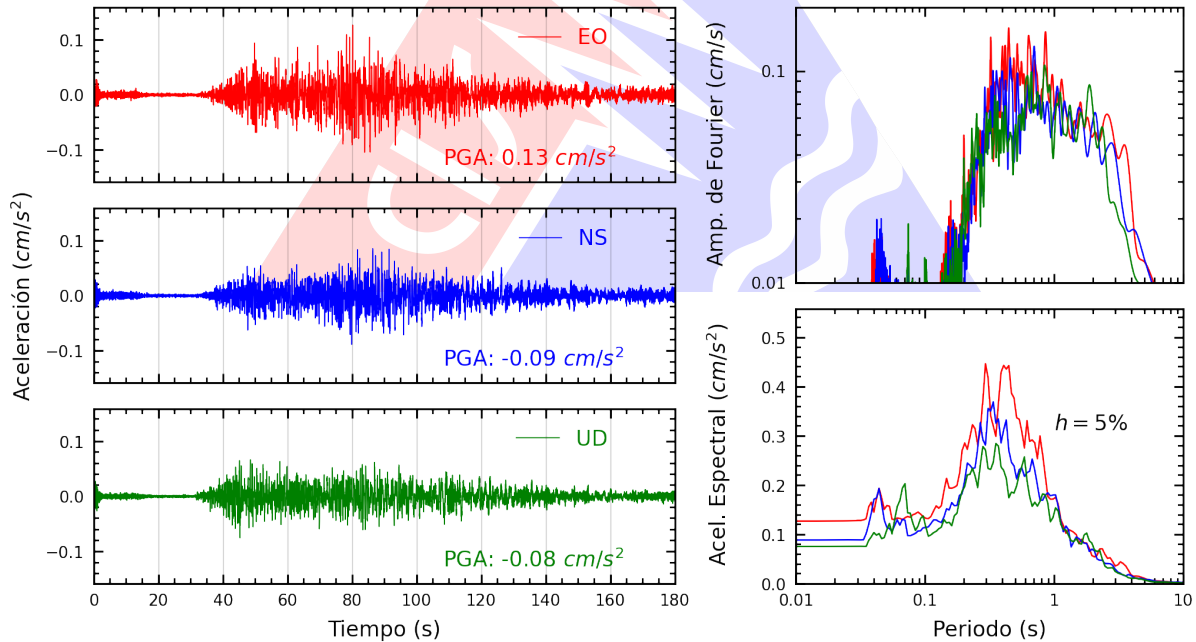 Aceleración (cm/s²)
0.1
0.0
−0.1
EO
PGA: 0.13 cm/s²
0.1
0.0
−0.1
NS
PGA: -0.09 cm/s²
0.1
0.0
−0.1
UD
PGA: -0.08 cm/s²
0 20 40 60 80 100 120 140 160 180
Tiempo (s)
Amp. de Fourier (cm/s)
0.1
0.01
Acel. Espectral (cm/s²)
0.5
0.4
0.3
0.2
0.1
0.0
h = 5%
0.01 0.1 1 10
Periodo (s)